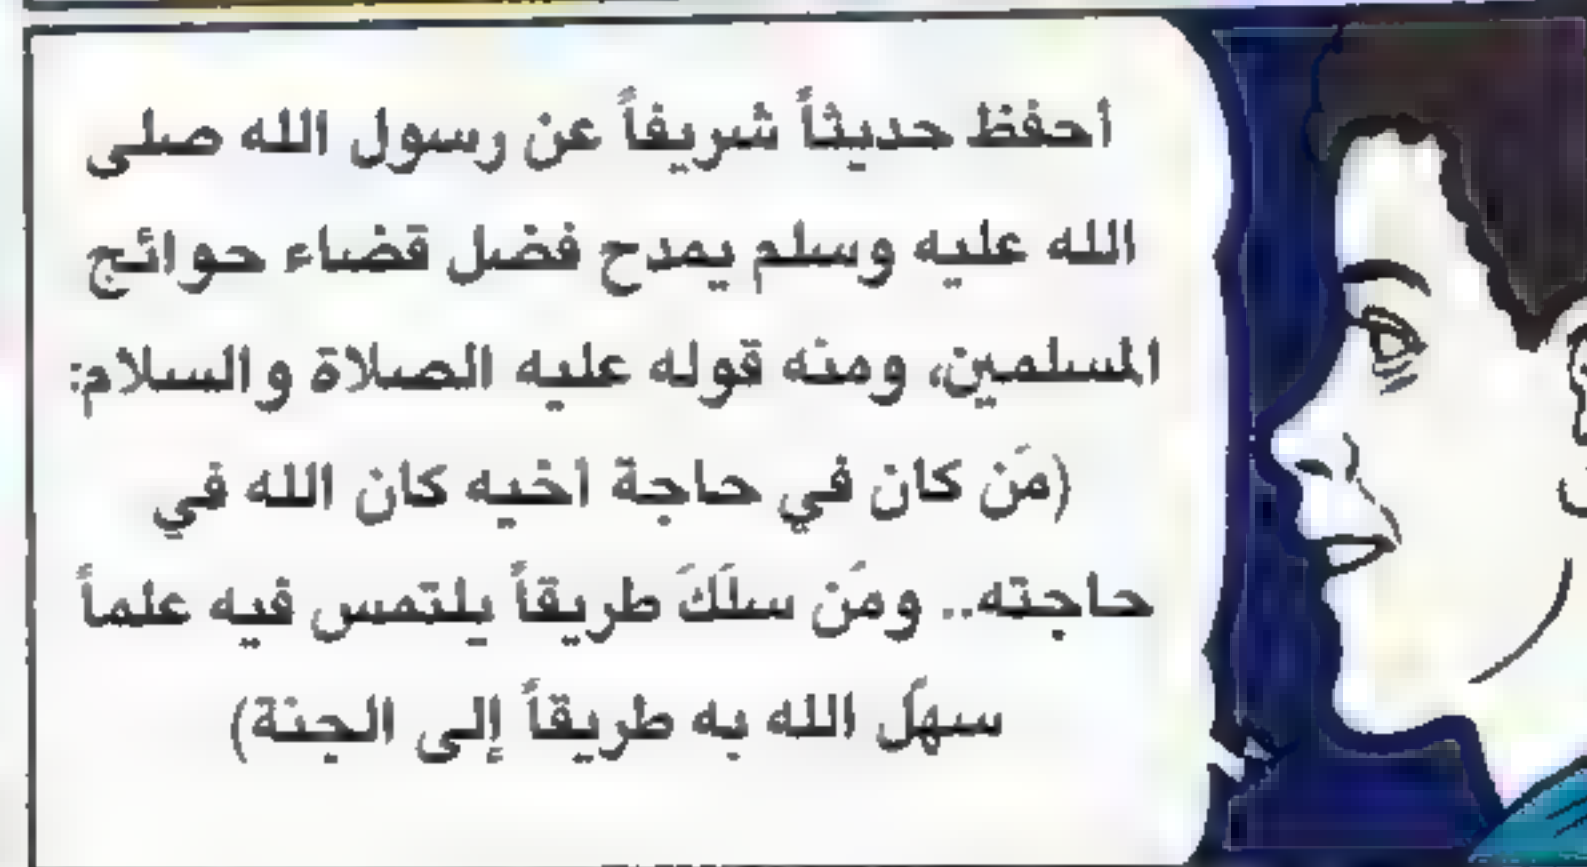 أحفظ حديثاً شريفاً عن رسول الله صلى
الله عليه وسلم يمدح فضل قضاء حوائج
المسلمين، ومنه قوله عليه الصلاة والسلام:
(مَن كان في حاجة أخيه كان الله في
حاجته.. ومَن سلَكَ طريقاً يلتمس فيه علماً
سهّل الله به طريقاً إلى الجنة)